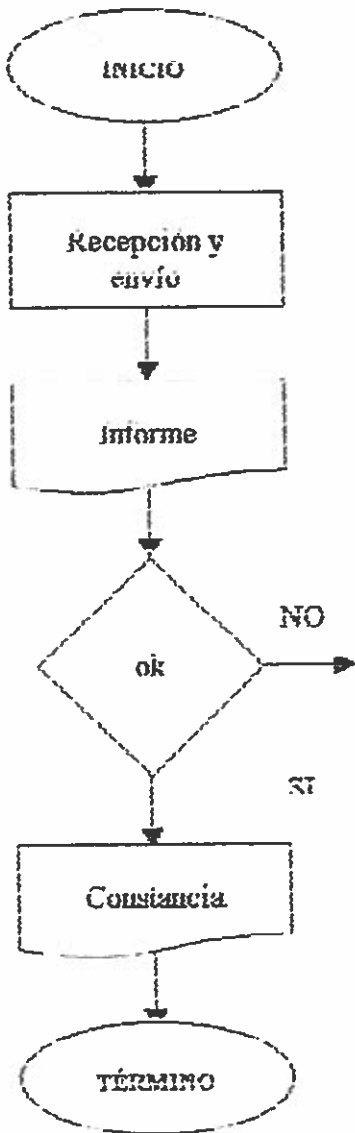 INICIO
Recepción y
envío
Informe
NO
ok
SI
Constancia
TÉRMINO